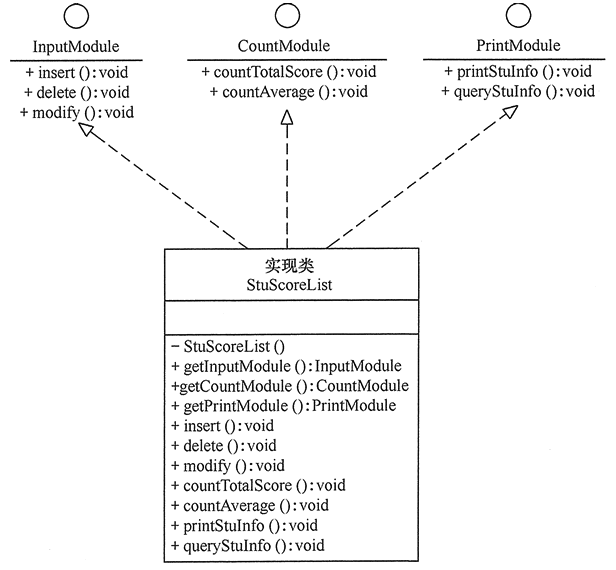 InputModule
+ insert ():void
+ delete ():void
+ modify ():void
CountModule
+ countTotalScore ():void
+ countAverage ():void
PrintModule
+ printStuInfo ():void
+ queryStuInfo ():void
实现类
StuScoreList
− StuScoreList ()
+ getInputModule ():InputModule
+getCountModule ():CountModule
+ getPrintModule ():PrintModule
+ insert ():void
+ delete ():void
+ modify ():void
+ countTotalScore ():void
+ countAverage ():void
+ printStuInfo ():void
+ queryStuInfo ():void